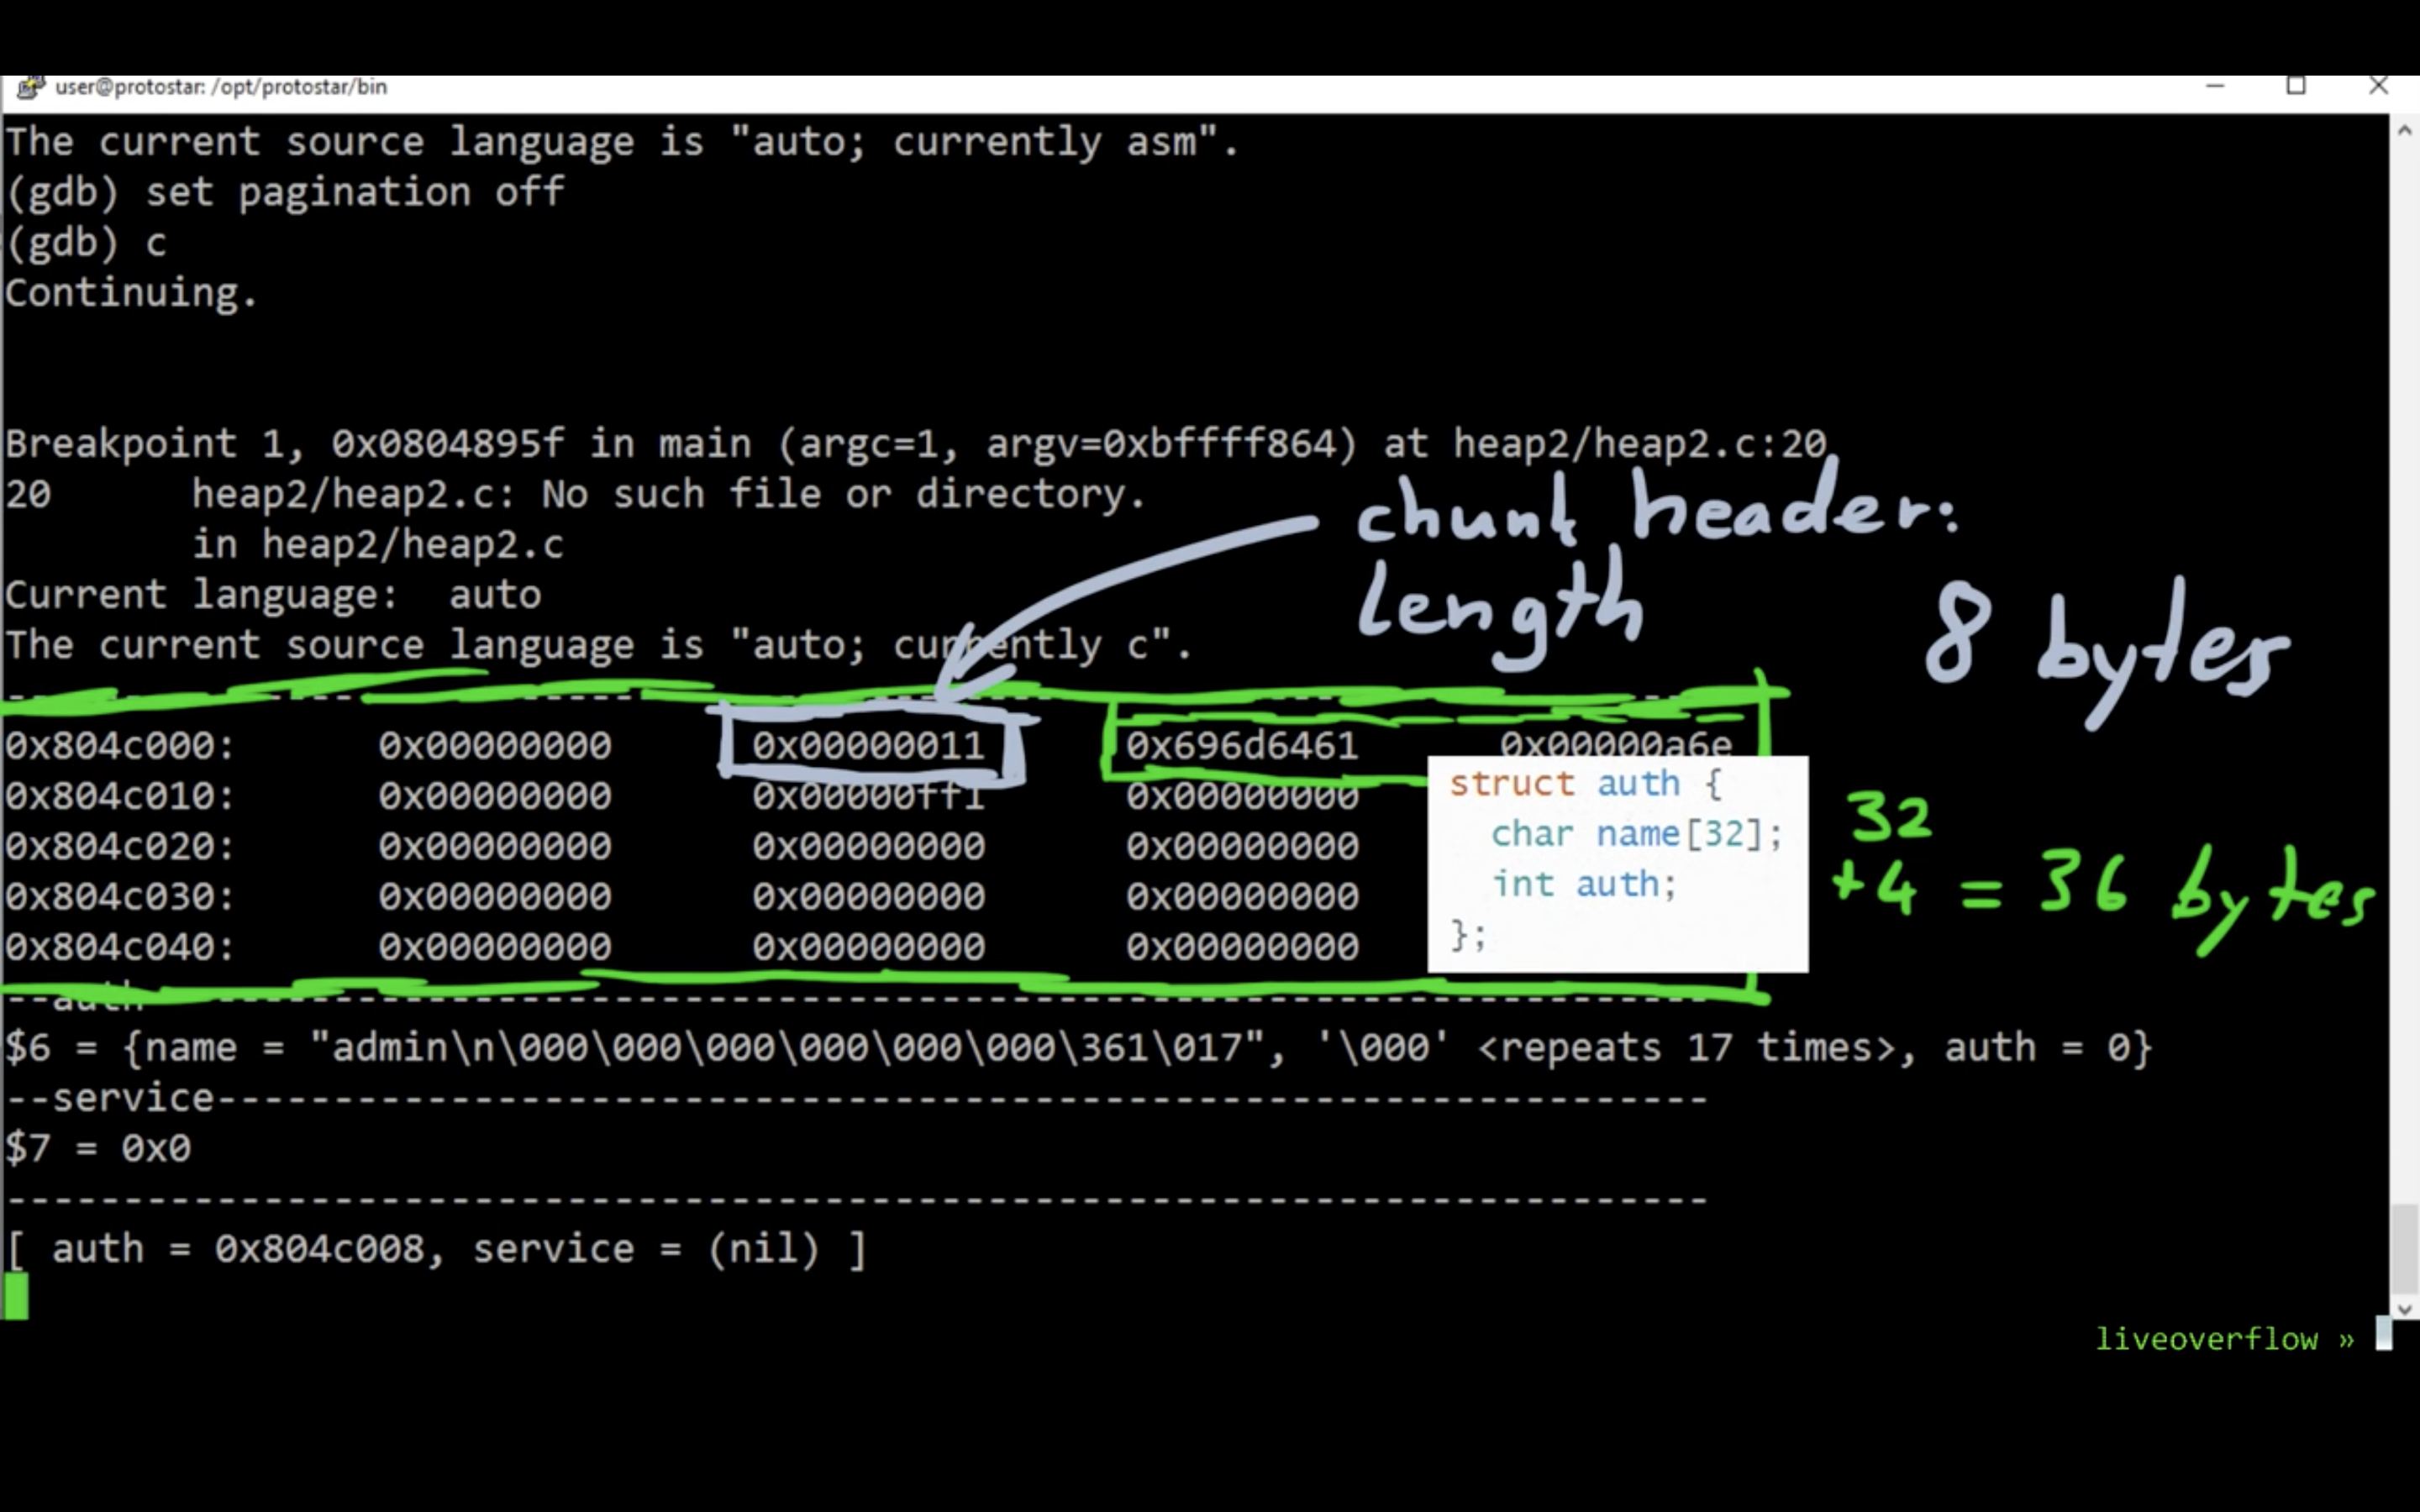 user@protostar: /opt/protostar/bin
The current source language is "auto; currently asm".
(gdb) set pagination off
(gdb) c
Continuing.
Breakpoint 1, 0x0804895f in main (argc=1, argv=0xbffff864) at heap2/heap2.c:20
20 heap2/heap2.c: No such file or directory.
in heap2/heap2.c
chunk header:
length
8 bytes
Current language: auto
The current source language is "auto; currently c".
0x804c000: 0x00000000 0x00000011 0x696d6461 0x00000a6e
0x804c010: 0x00000000 0x00000ff1 0x00000000
0x804c020: 0x00000000 0x00000000 0x00000000
0x804c030: 0x00000000 0x00000000 0x00000000
0x804c040: 0x00000000 0x00000000 0x00000000
struct auth {
char name[32];
int auth;
};
32
+4 = 36 bytes
--auth---------------------------------------------------------------------
$6 = {name = "admin\n\000\000\000\000\000\000\361\017", '\000' <repeats 17 times>, auth = 0}
--service------------------------------------------------------------------
$7 = 0x0
---------------------------------------------------------------------------
[ auth = 0x804c008, service = (nil) ]
liveoverflow »